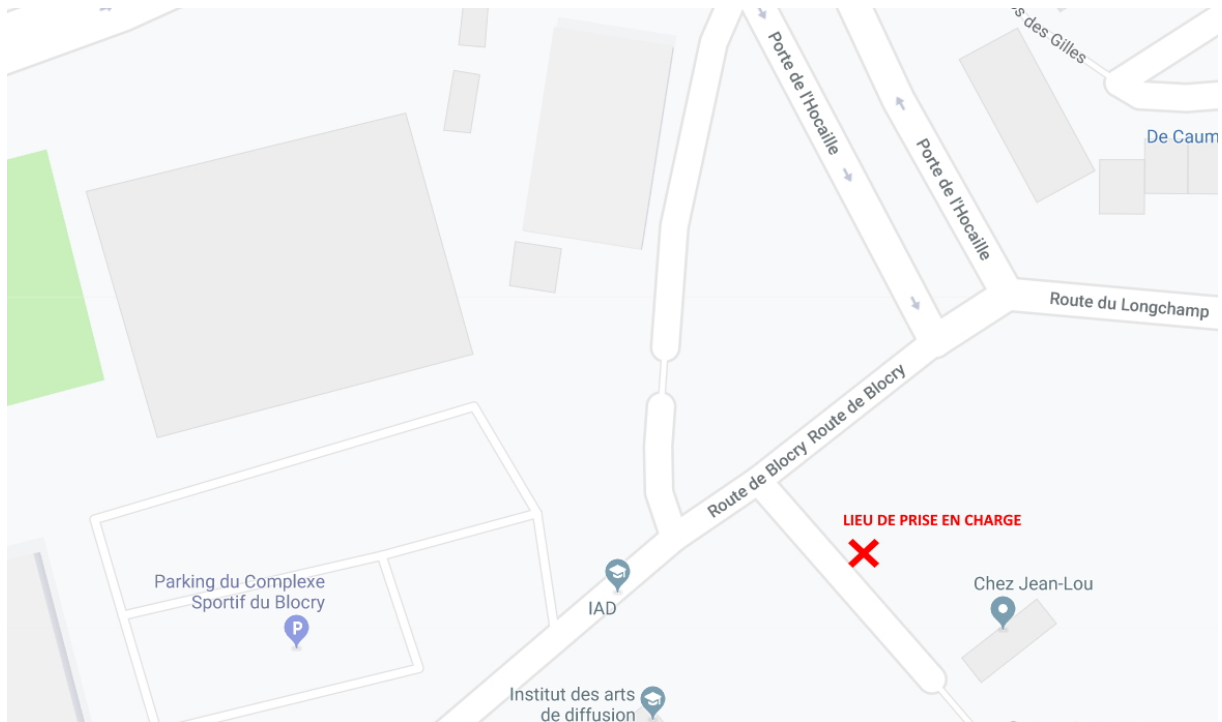 s des Gilles
Porte de l'Hocaille
Porte de l'Hocaille
De Caum
Route du Longchamp
Route de Blocry
Route de Blocry
LIEU DE PRISE EN CHARGE
Parking du Complexe
Sportif du Blocry
P
IAD
Chez Jean-Lou
Institut des arts
de diffusion